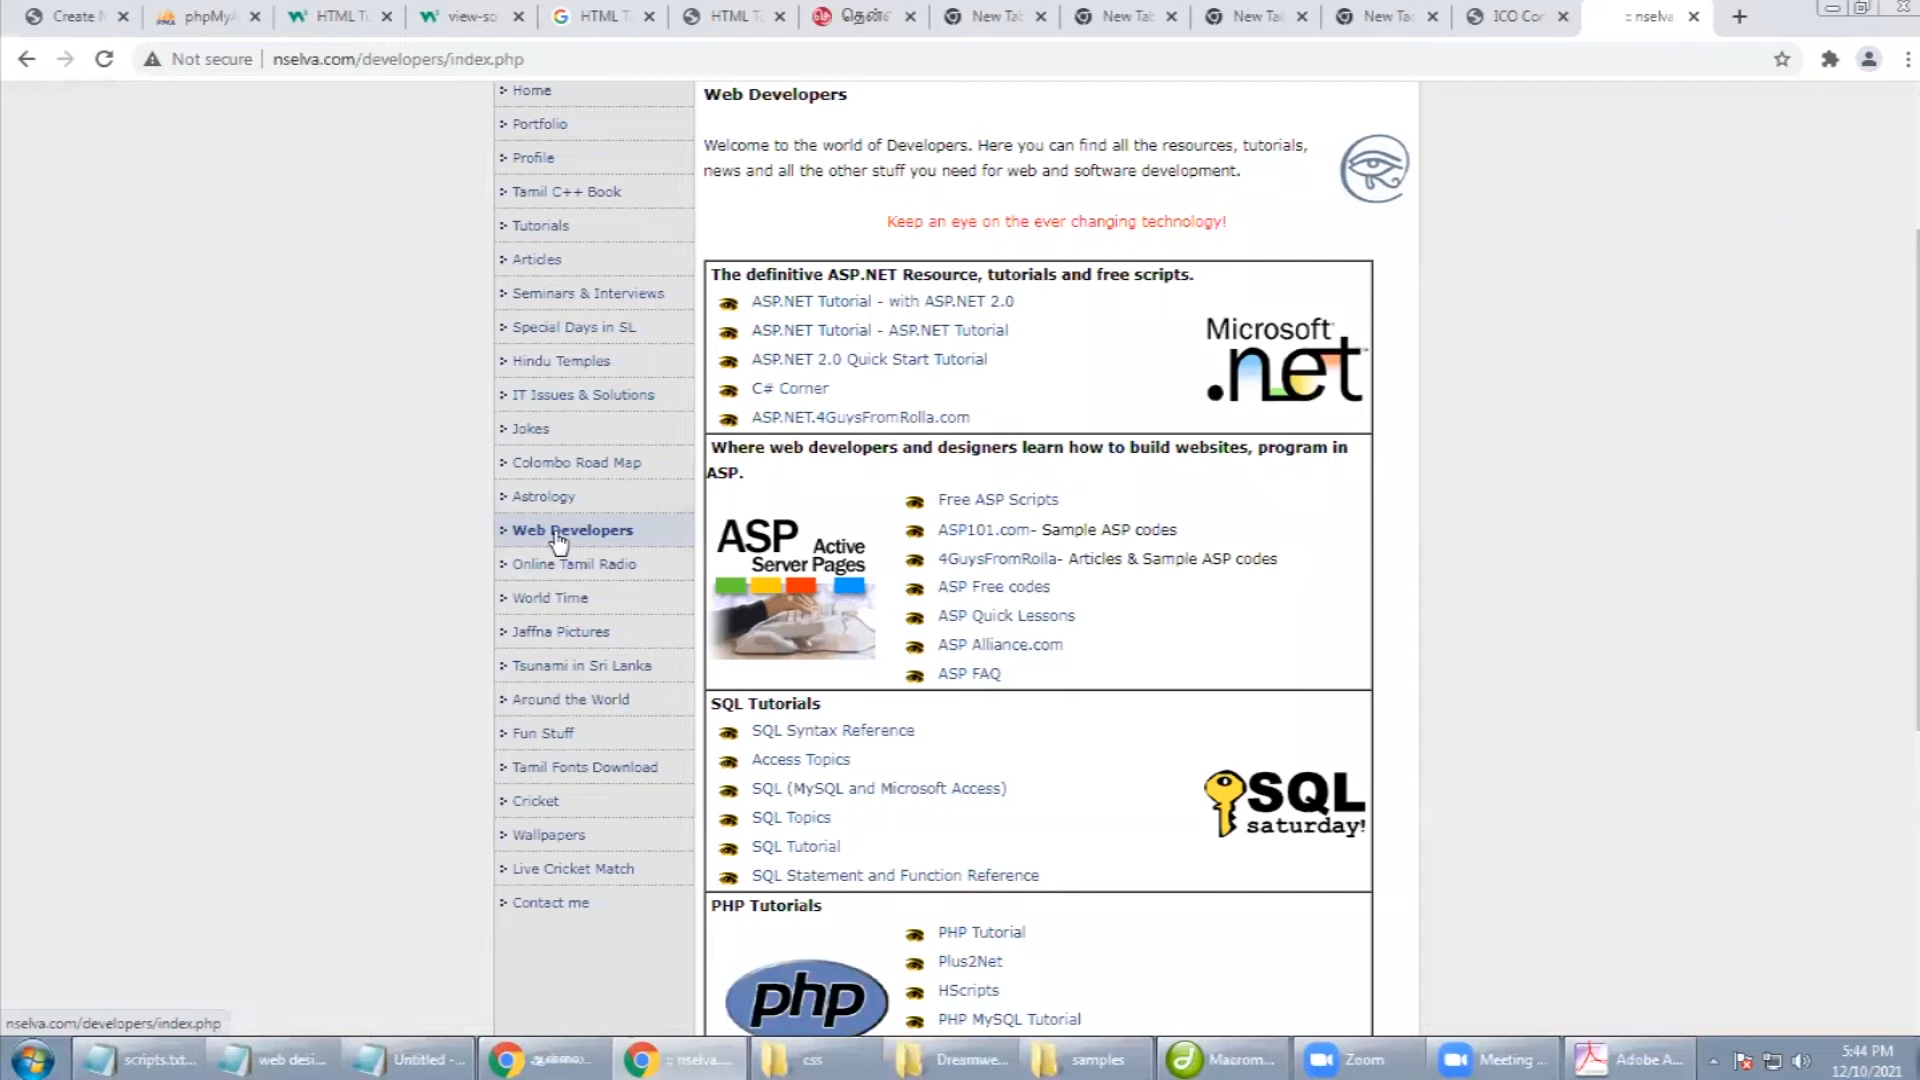 Create N
phpMyA
HTML Tu
view-so
HTML Tu
HTML Tu
தென்
New Tab
New Tab
New Tab
New Tab
ICO Con
:: nselva
Not secure
nselva.com/developers/index.php
Home
Portfolio
Profile
Tamil C++ Book
Tutorials
Articles
Seminars & Interviews
Special Days in SL
Hindu Temples
IT Issues & Solutions
Jokes
Colombo Road Map
Astrology
Web Developers
Online Tamil Radio
World Time
Jaffna Pictures
Tsunami in Sri Lanka
Around the World
Fun Stuff
Tamil Fonts Download
Cricket
Wallpapers
Live Cricket Match
Contact me
Web Developers
Welcome to the world of Developers. Here you can find all the resources, tutorials,
news and all the other stuff you need for web and software development.
Keep an eye on the ever changing technology!
The definitive ASP.NET Resource, tutorials and free scripts.
ASP.NET Tutorial - with ASP.NET 2.0
ASP.NET Tutorial - ASP.NET Tutorial
ASP.NET 2.0 Quick Start Tutorial
C# Corner
ASP.NET.4GuysFromRolla.com
Microsoft
.net
Where web developers and designers learn how to build websites, program in
ASP.
ASP Active
Server Pages
Free ASP Scripts
ASP101.com- Sample ASP codes
4GuysFromRolla- Articles & Sample ASP codes
ASP Free codes
ASP Quick Lessons
ASP Alliance.com
ASP FAQ
SQL Tutorials
SQL Syntax Reference
Access Topics
SQL (MySQL and Microsoft Access)
SQL Topics
SQL Tutorial
SQL Statement and Function Reference
SQL
saturday!
PHP Tutorials
php
PHP Tutorial
Plus2Net
HScripts
PHP MySQL Tutorial
nselva.com/developers/index.php
scripts.txt...
web desi...
Untitled -...
:: nselva....
css
Dreamwe...
samples
Macrom...
Zoom
Meeting ...
Adobe A...
5:44 PM
12/10/2021